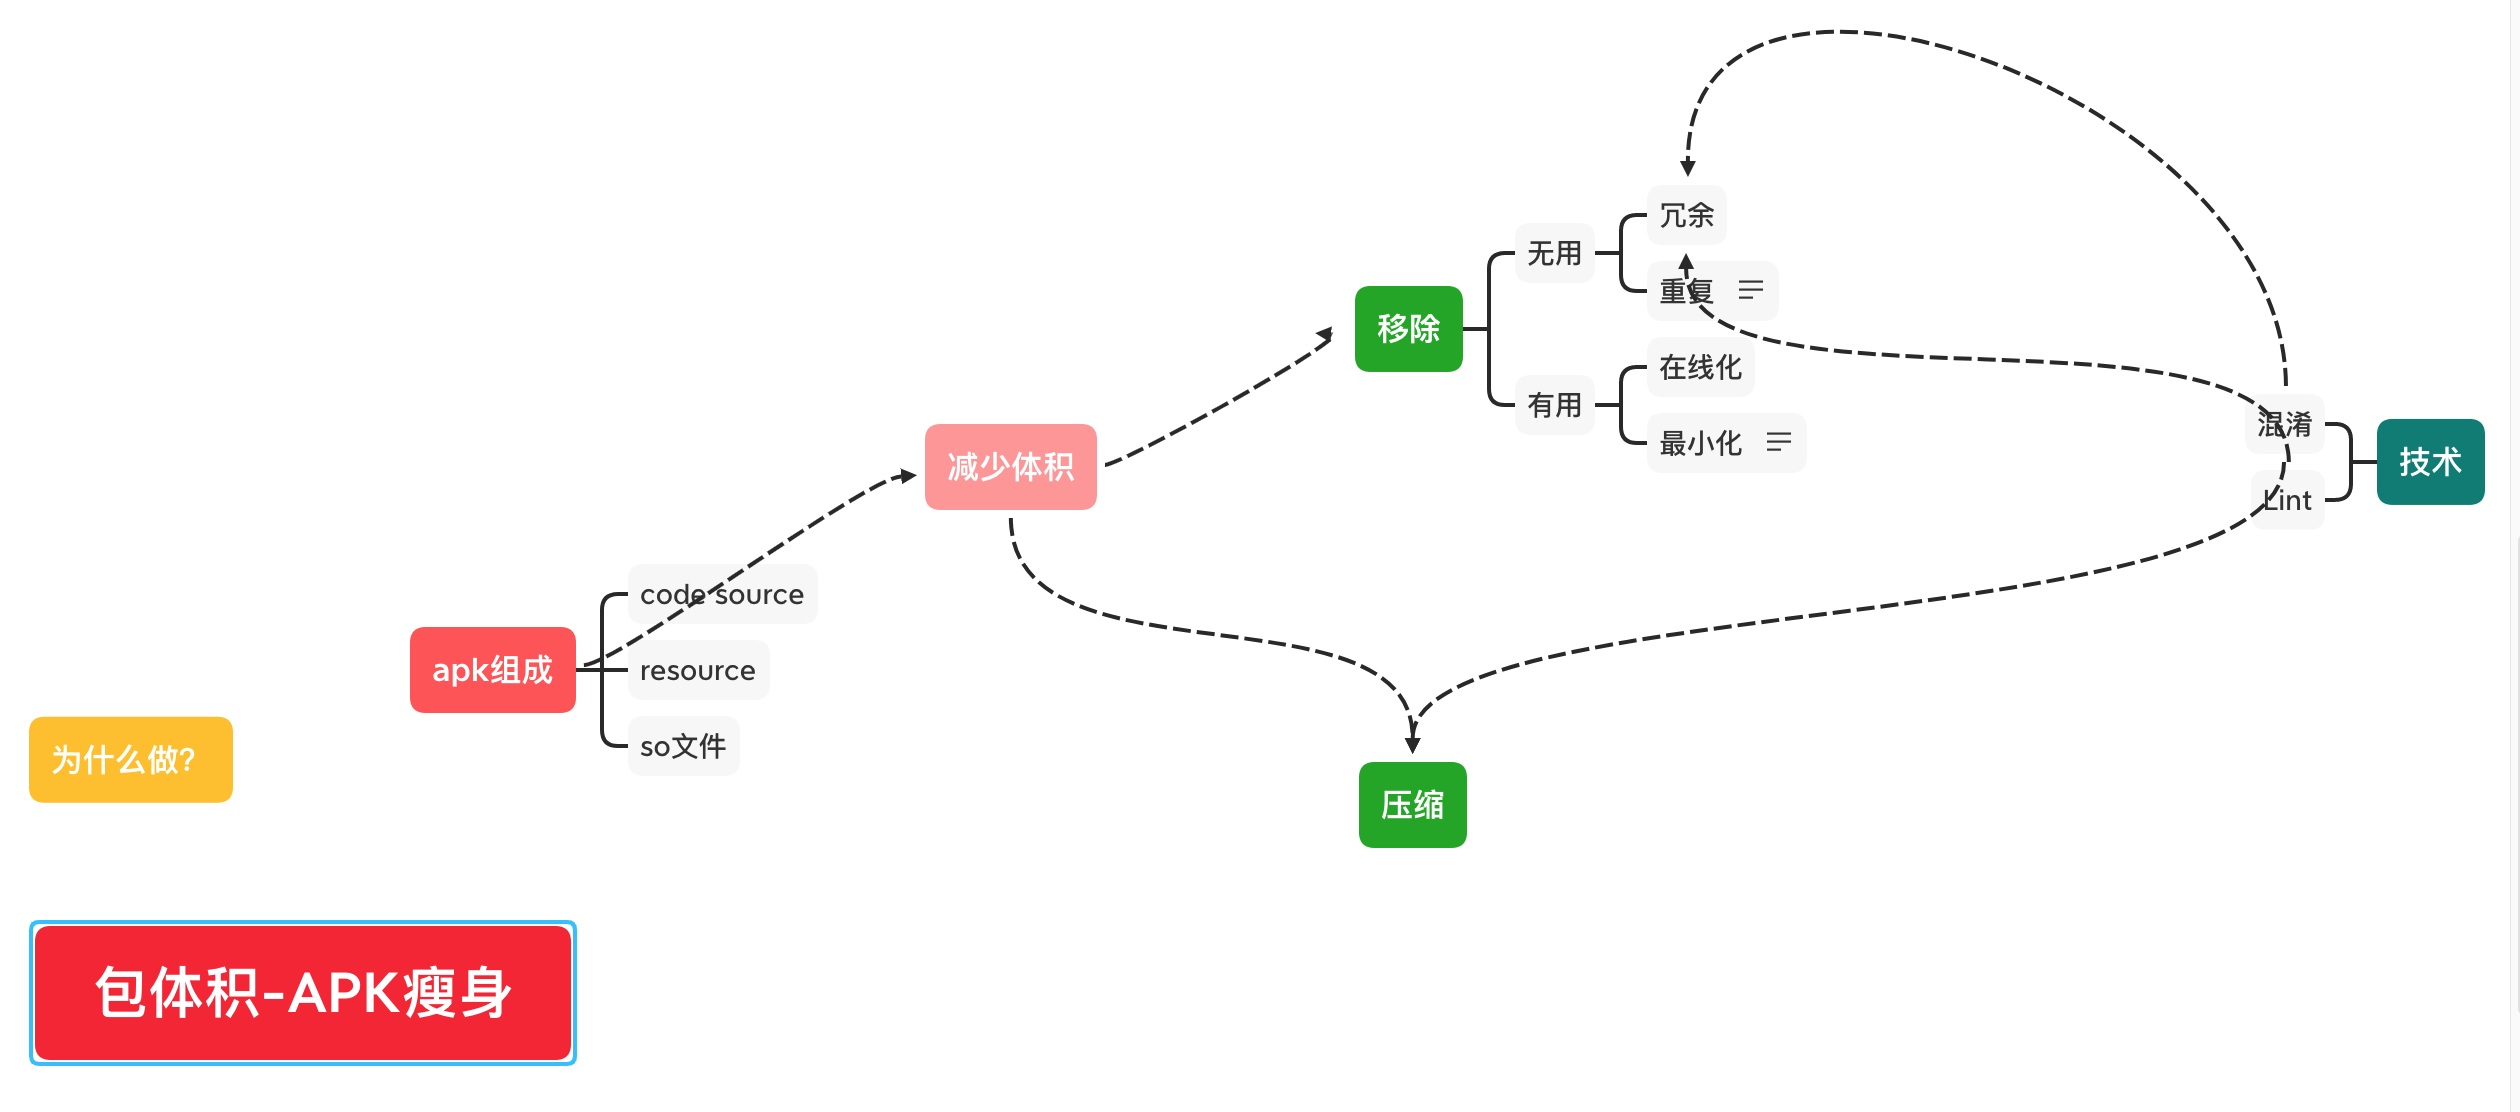 为什么做?
apk组成
code source
resource
so文件
减少体积
移除
无用
冗余
重复
有用
在线化
最小化
压缩
混淆
Lint
技术
包体积-APK瘦身